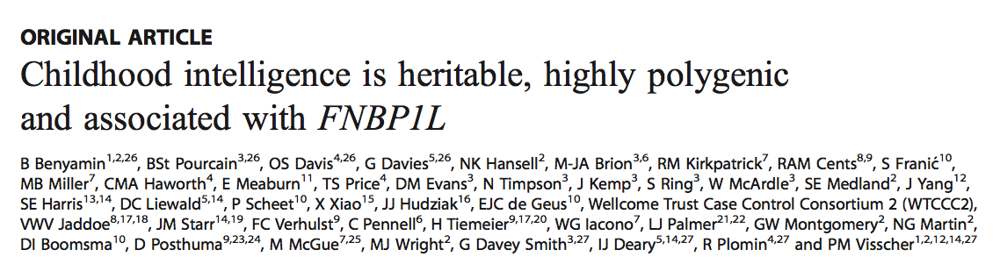 ORIGINAL ARTICLE
Childhood intelligence is heritable, highly polygenic
and associated with FNBP1L
B Benyamin1,2,26, BSt Pourcain3,26, OS Davis4,26, G Davies5,26, NK Hansell2, M-JA Brion3,6, RM Kirkpatrick7, RAM Cents8,9, S Franić10,
MB Miller7, CMA Haworth4, E Meaburn11, TS Price4, DM Evans3, N Timpson3, J Kemp3, S Ring3, W McArdle3, SE Medland2, J Yang12,
SE Harris13,14, DC Liewald5,14, P Scheet10, X Xiao15, JJ Hudziak16, EJC de Geus10, Wellcome Trust Case Control Consortium 2 (WTCCC2),
VWV Jaddoe8,17,18, JM Starr14,19, FC Verhulst9, C Pennell6, H Tiemeier9,17,20, WG Iacono7, LJ Palmer21,22, GW Montgomery2, NG Martin2,
DI Boomsma10, D Posthuma9,23,24, M McGue7,25, MJ Wright2, G Davey Smith3,27, IJ Deary5,14,27, R Plomin4,27 and PM Visscher1,2,12,14,27